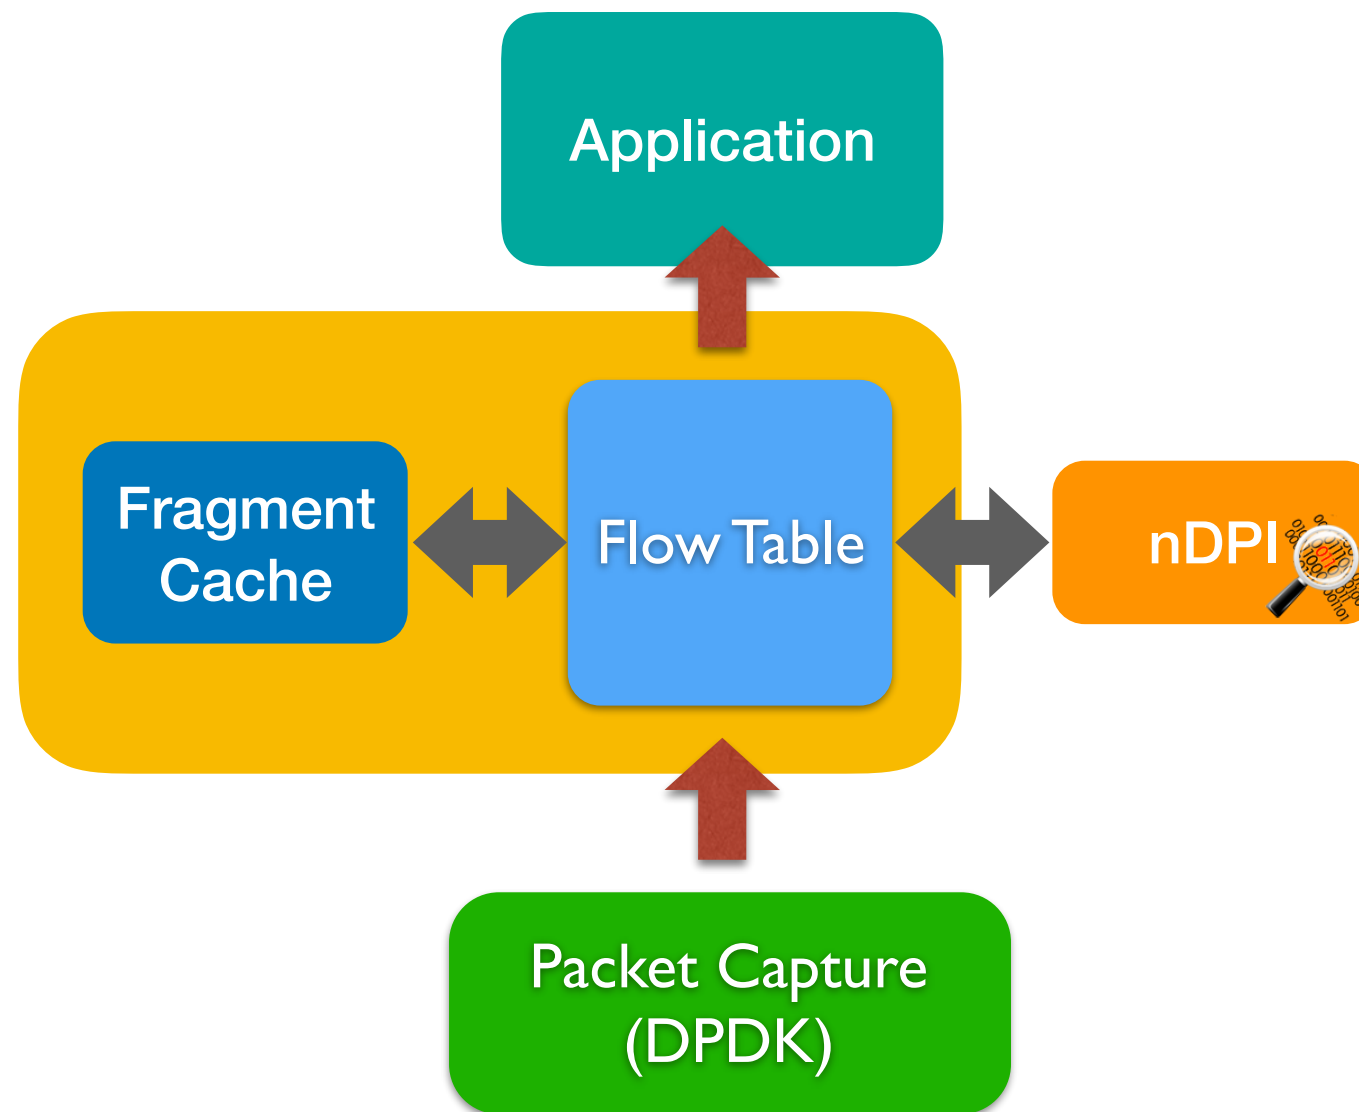 Application
Fragment
Cache
Flow Table
nDPI
Packet Capture
(DPDK)